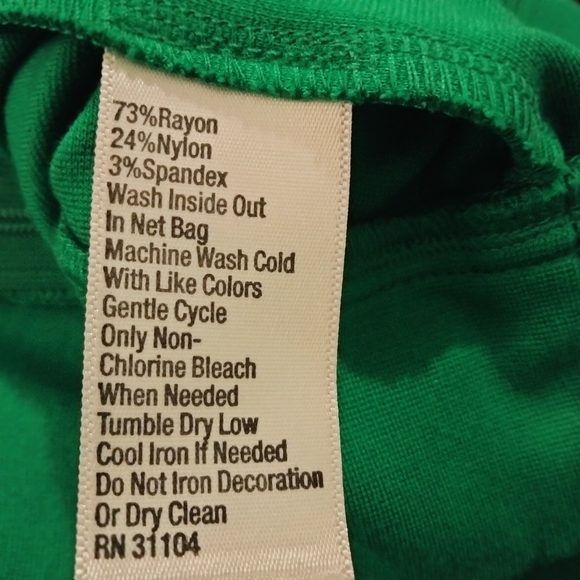 73%Rayon
24%Nylon
3%Spandex
Wash Inside Out
In Net Bag
Machine Wash Cold
With Like Colors
Gentle Cycle
Only Non-
Chlorine Bleach
When Needed
Tumble Dry Low
Cool Iron If Needed
Do Not Iron Decoration
Or Dry Clean
RN 31104